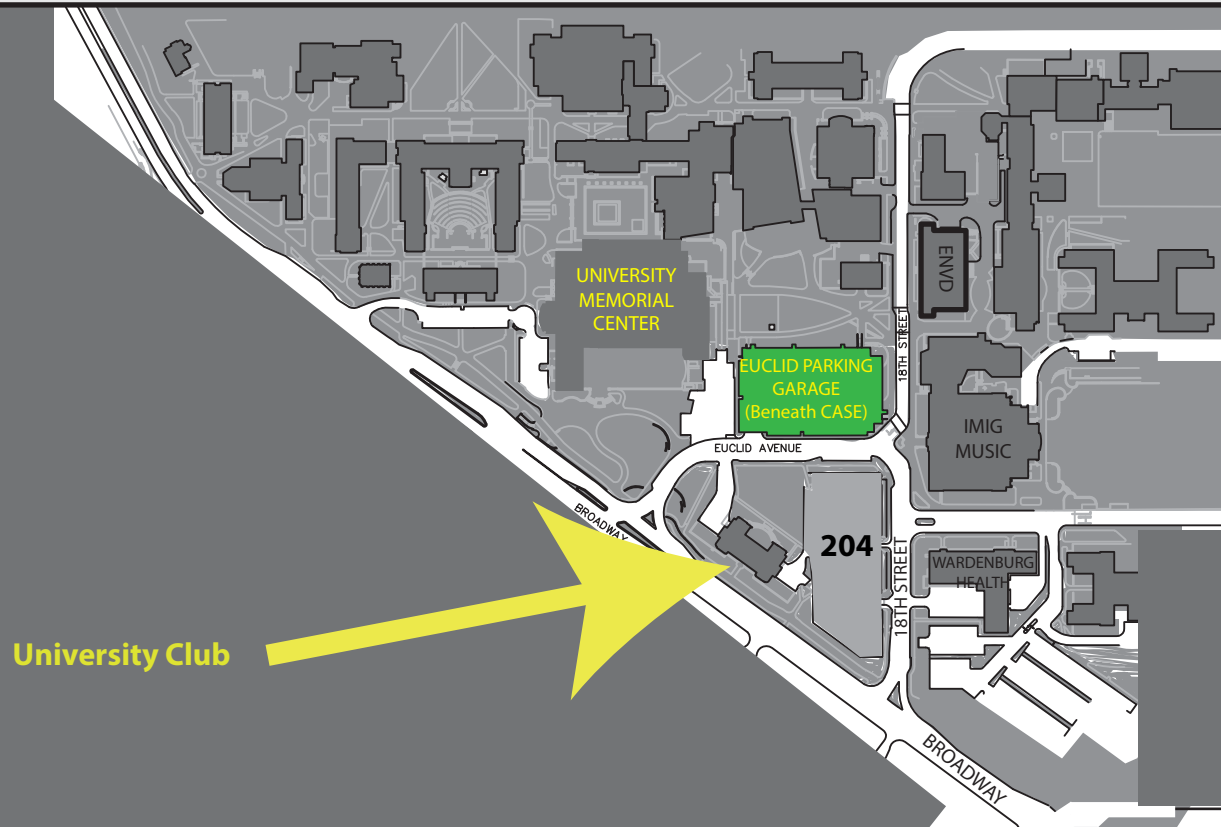 UNIVERSITY
MEMORIAL
CENTER
ENVD
18TH STREET
EUCLID PARKING
GARAGE
(Beneath CASE)
IMIG
MUSIC
EUCLID AVENUE
BROADWAY
204
18TH STREET
WARDENBURG
HEALTH
University Club
BROADWAY